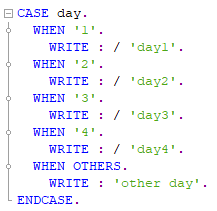 CASE day.
WHEN '1'.
WRITE : / 'day1'.
WHEN '2'.
WRITE : / 'day2'.
WHEN '3'.
WRITE : / 'day3'.
WHEN '4'.
WRITE : / 'day4'.
WHEN OTHERS.
WRITE : 'other day'.
ENDCASE.